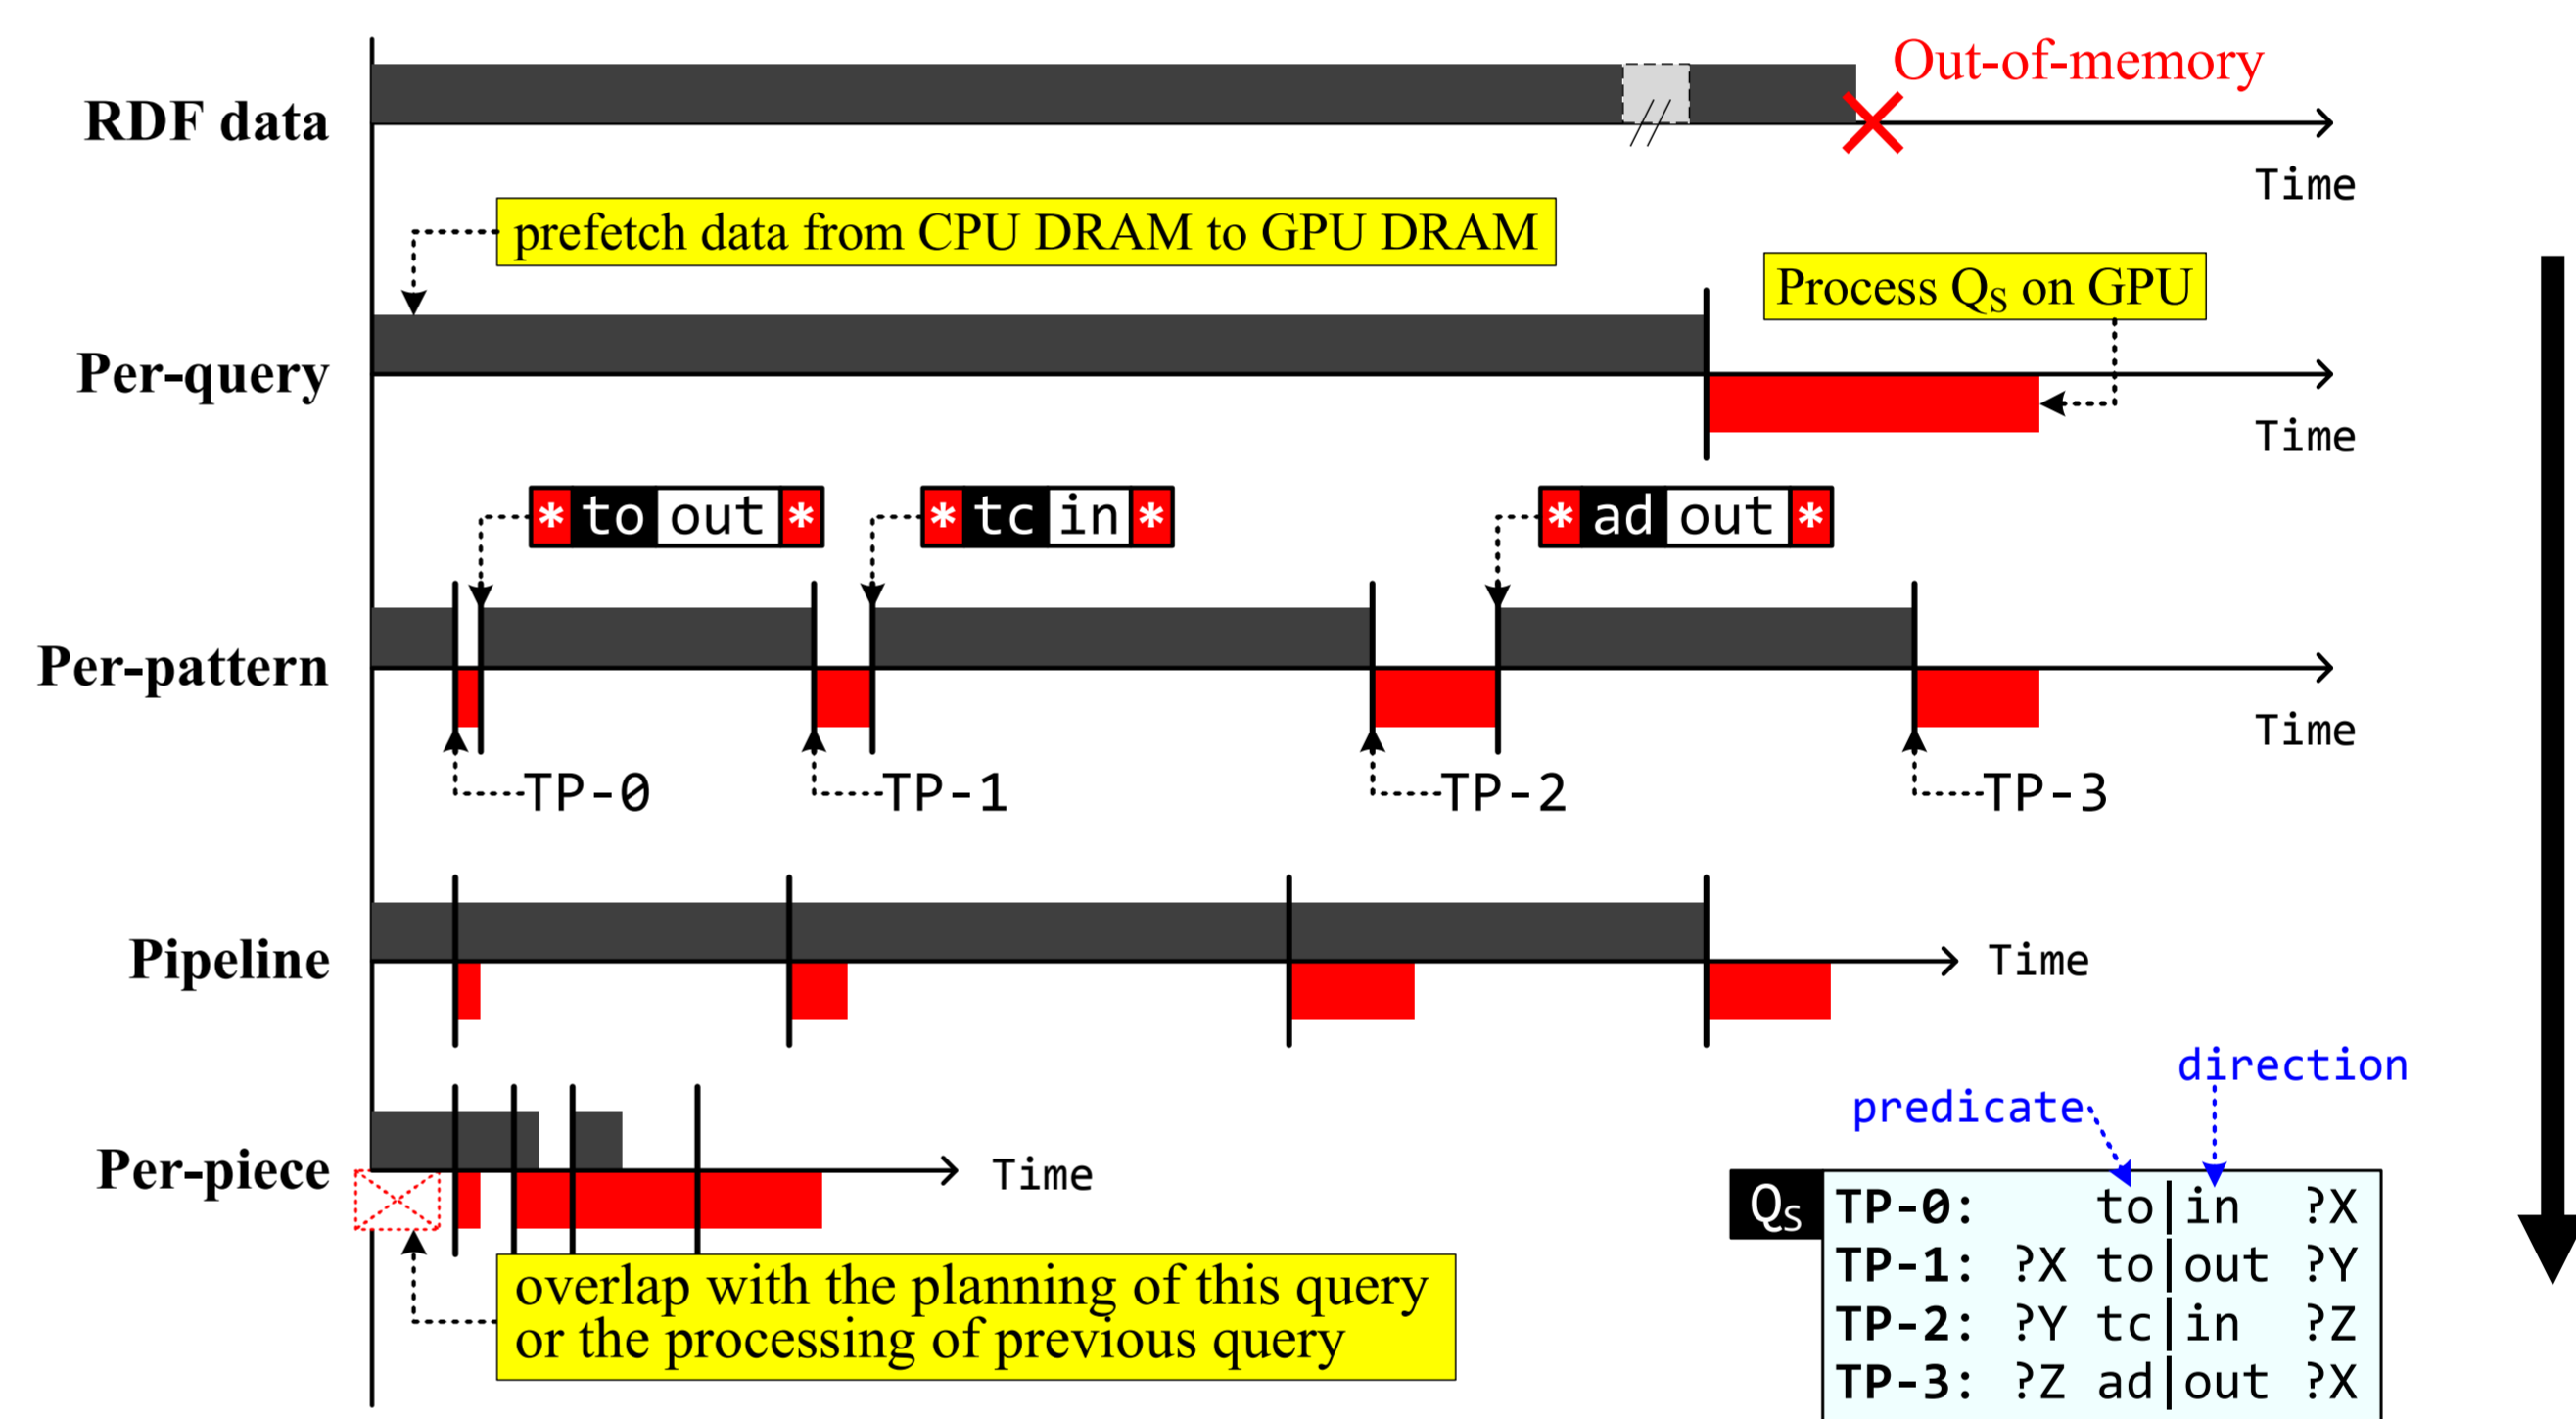 Out-of-memory
RDF data
Time
prefetch data from CPU DRAM to GPU DRAM
Process QS on GPU
Per-query
Time
* to out *
* tc in *
* ad out *
Per-pattern
Time
TP-0
TP-1
TP-2
TP-3
Pipeline
Time
direction
predicate
Per-piece
Time
overlap with the planning of this query
or the processing of previous query
QS
TP-0: to|in ?X
TP-1: ?X to|out ?Y
TP-2: ?Y tc|in ?Z
TP-3: ?Z ad|out ?X